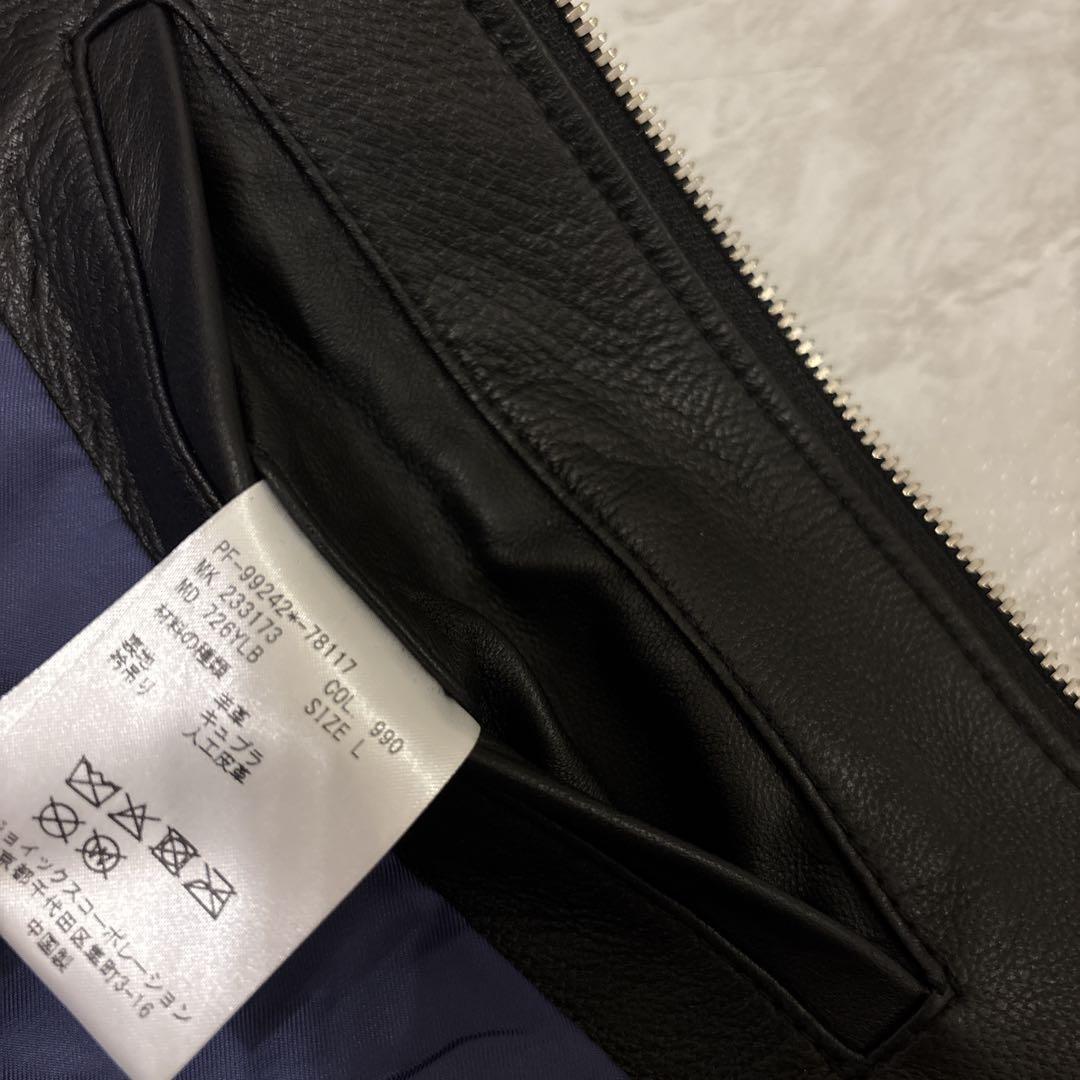 PF-99242*-78117
MK 233173 COL 990
MD 726YLB SIZE L
材料の種類 羊革
裏地 キュプラ
衿吊り 人工皮革
ジョイックスコーポレーション
東京都千代田区麹町3-16
中国製